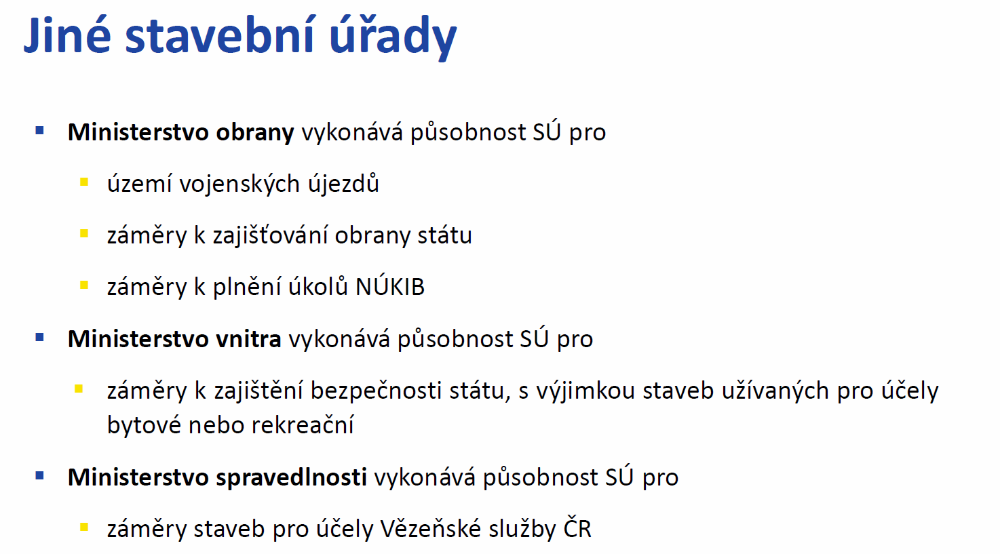 Jiné stavební úřady
Ministerstvo obrany vykonává působnost SÚ pro
území vojenských újezdů
záměry k zajišťování obrany státu
záměry k plnění úkolů NÚKIB
Ministerstvo vnitra vykonává působnost SÚ pro
záměry k zajištění bezpečnosti státu, s výjimkou staveb užívaných pro účely
bytové nebo rekreační
Ministerstvo spravedlnosti vykonává působnost SÚ pro
záměry staveb pro účely Vězeňské služby ČR